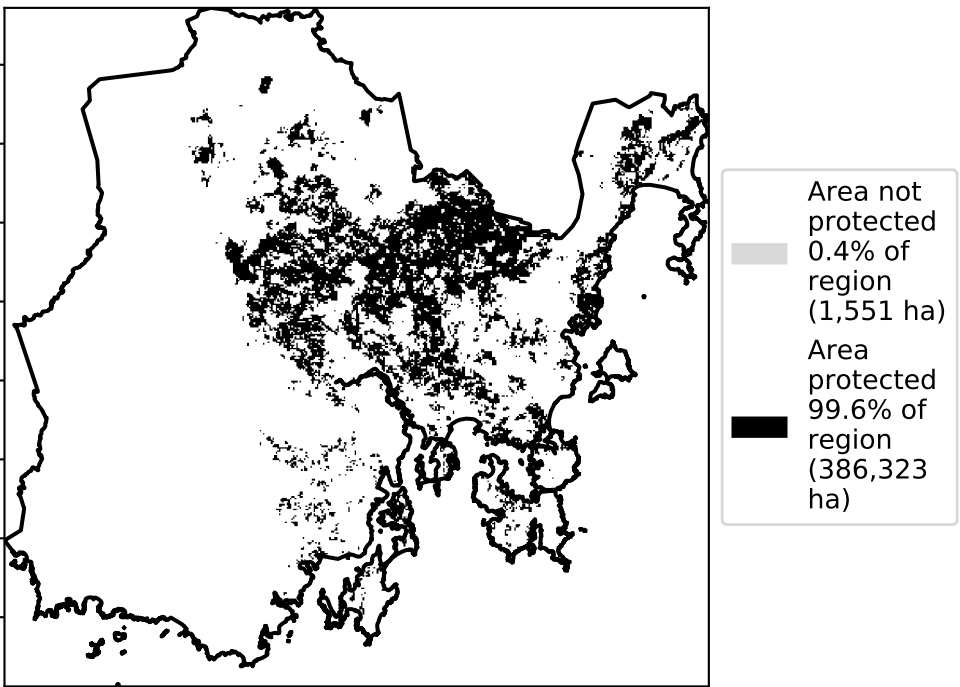 Area not
protected
0.4% of
region
(1,551 ha)
Area
protected
99.6% of
region
(386,323
ha)